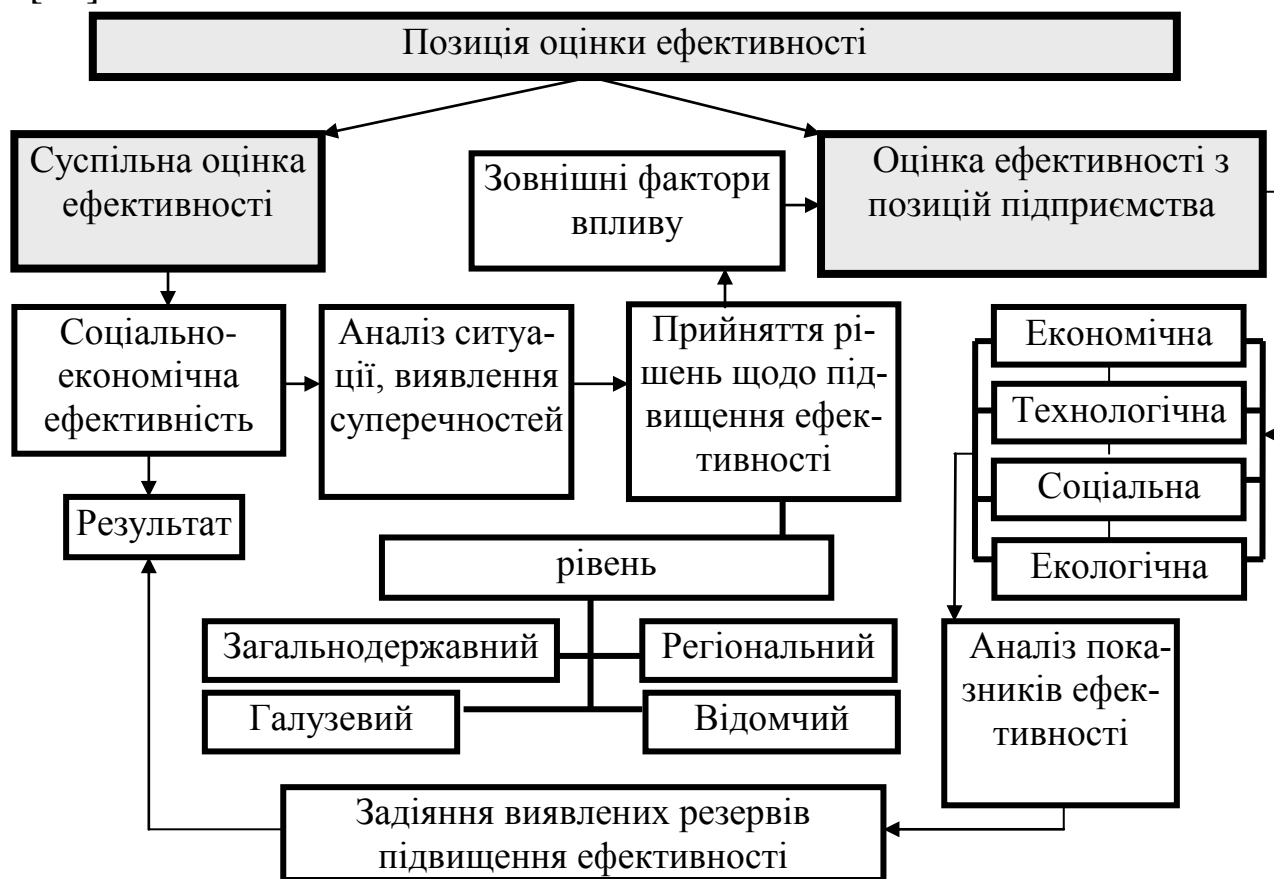 Позиція оцінки ефективності
Суспільна оцінка
ефективності
Зовнішні фактори
впливу
Оцінка ефективності з
позицій підприємства
Соціально-
економічна
ефективність
Аналіз ситуа-
ції, виявлення
суперечностей
Прийняття рі-
шень щодо під-
вищення ефек-
тивності
Економічна
Технологічна
Соціальна
Екологічна
Результат
рівень
Загальнодержавний
Регіональний
Галузевий
Відомчий
Аналіз пока-
зників ефек-
тивності
Задіяння виявлених резервів
підвищення ефективності